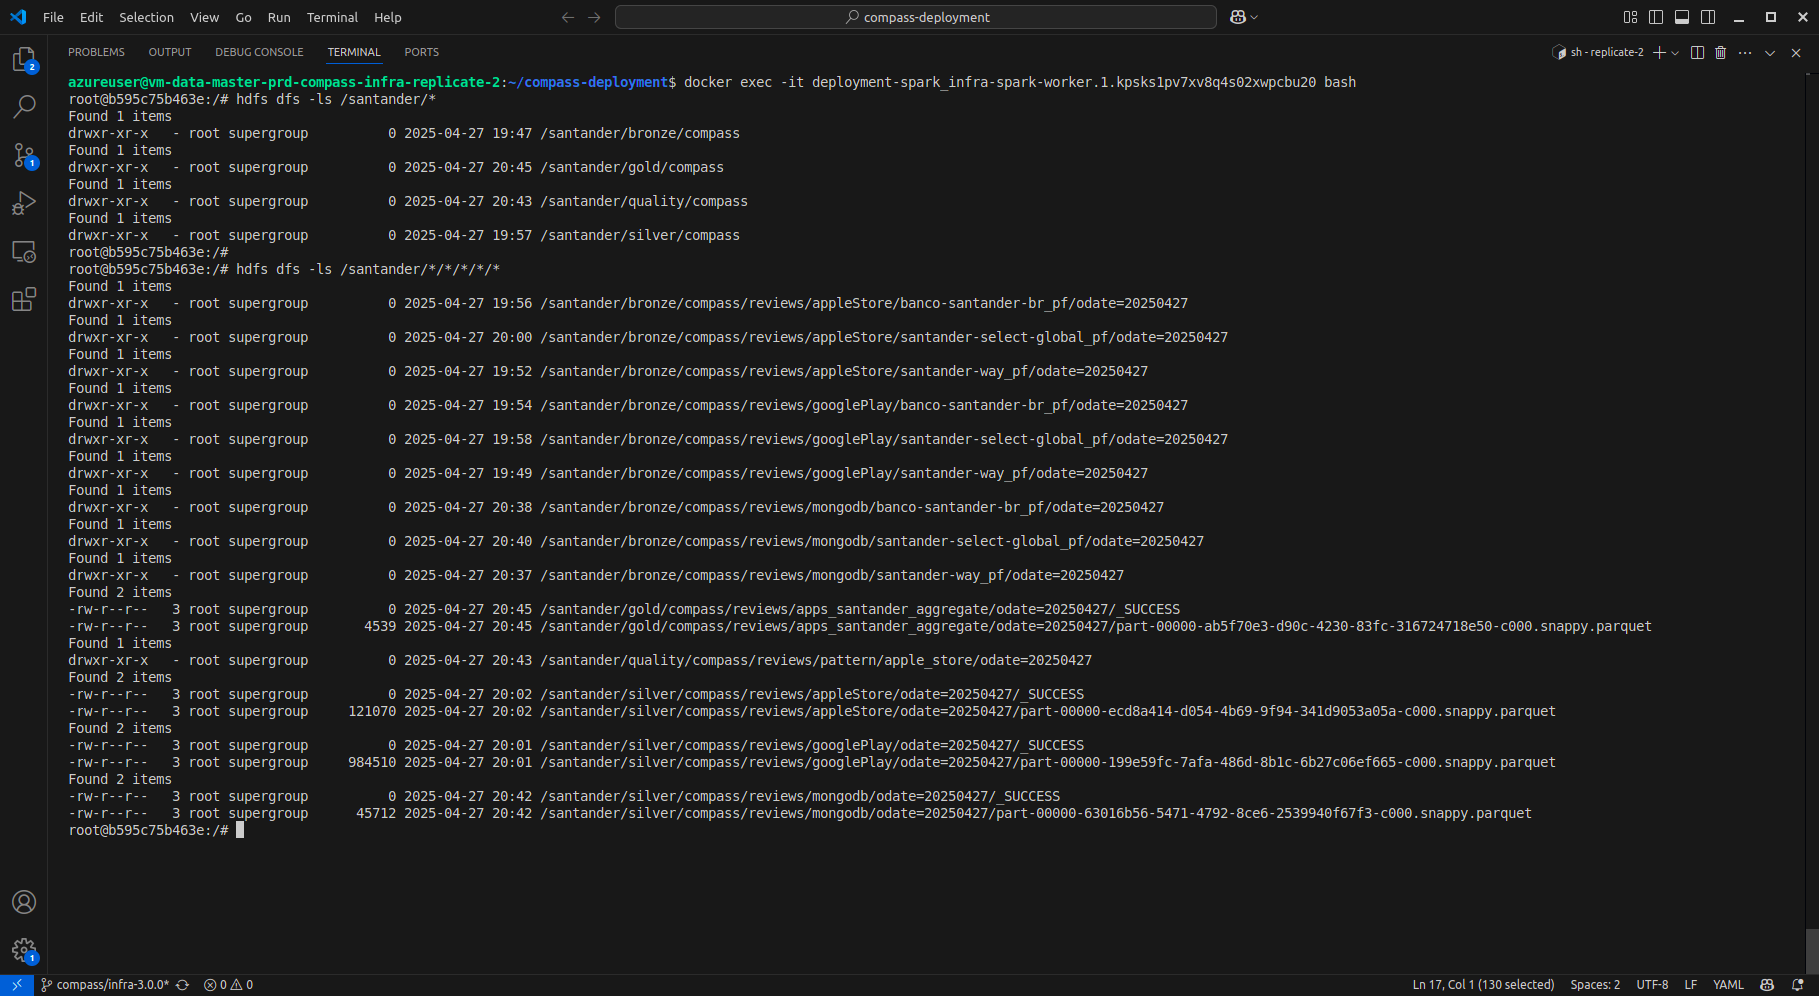 File Edit Selection View Go Run Terminal Help
compass-deployment
PROBLEMS OUTPUT DEBUG CONSOLE TERMINAL PORTS
sh - replicate-2
azureuser@vm-data-master-prd-compass-infra-replicate-2:~/compass-deployment$ docker exec -it deployment-spark_infra-spark-worker.1.kpsks1pv7xv8q4s02xwpcbu20 bash
root@b595c75b463e:/# hdfs dfs -ls /santander/*
Found 1 items
drwxr-xr-x   - root supergroup          0 2025-04-27 19:47 /santander/bronze/compass
Found 1 items
drwxr-xr-x   - root supergroup          0 2025-04-27 20:45 /santander/gold/compass
Found 1 items
drwxr-xr-x   - root supergroup          0 2025-04-27 20:43 /santander/quality/compass
Found 1 items
drwxr-xr-x   - root supergroup          0 2025-04-27 19:57 /santander/silver/compass
root@b595c75b463e:/#
root@b595c75b463e:/# hdfs dfs -ls /santander/*/*/*/*/*
Found 1 items
drwxr-xr-x   - root supergroup          0 2025-04-27 19:56 /santander/bronze/compass/reviews/appleStore/banco-santander-br_pf/odate=20250427
Found 1 items
drwxr-xr-x   - root supergroup          0 2025-04-27 20:00 /santander/bronze/compass/reviews/appleStore/santander-select-global_pf/odate=20250427
Found 1 items
drwxr-xr-x   - root supergroup          0 2025-04-27 19:52 /santander/bronze/compass/reviews/appleStore/santander-way_pf/odate=20250427
Found 1 items
drwxr-xr-x   - root supergroup          0 2025-04-27 19:54 /santander/bronze/compass/reviews/googlePlay/banco-santander-br_pf/odate=20250427
Found 1 items
drwxr-xr-x   - root supergroup          0 2025-04-27 19:58 /santander/bronze/compass/reviews/googlePlay/santander-select-global_pf/odate=20250427
Found 1 items
drwxr-xr-x   - root supergroup          0 2025-04-27 19:49 /santander/bronze/compass/reviews/googlePlay/santander-way_pf/odate=20250427
Found 1 items
drwxr-xr-x   - root supergroup          0 2025-04-27 20:38 /santander/bronze/compass/reviews/mongodb/banco-santander-br_pf/odate=20250427
Found 1 items
drwxr-xr-x   - root supergroup          0 2025-04-27 20:40 /santander/bronze/compass/reviews/mongodb/santander-select-global_pf/odate=20250427
Found 1 items
drwxr-xr-x   - root supergroup          0 2025-04-27 20:37 /santander/bronze/compass/reviews/mongodb/santander-way_pf/odate=20250427
Found 2 items
-rw-r--r--   3 root supergroup          0 2025-04-27 20:45 /santander/gold/compass/reviews/apps_santander_aggregate/odate=20250427/_SUCCESS
-rw-r--r--   3 root supergroup       4539 2025-04-27 20:45 /santander/gold/compass/reviews/apps_santander_aggregate/odate=20250427/part-00000-ab5f70e3-d90c-4230-83fc-316724718e50-c000.snappy.parquet
Found 1 items
drwxr-xr-x   - root supergroup          0 2025-04-27 20:43 /santander/quality/compass/reviews/pattern/apple_store/odate=20250427
Found 2 items
-rw-r--r--   3 root supergroup          0 2025-04-27 20:02 /santander/silver/compass/reviews/appleStore/odate=20250427/_SUCCESS
-rw-r--r--   3 root supergroup     121070 2025-04-27 20:02 /santander/silver/compass/reviews/appleStore/odate=20250427/part-00000-ecd8a414-d054-4b69-9f94-341d9053a05a-c000.snappy.parquet
Found 2 items
-rw-r--r--   3 root supergroup          0 2025-04-27 20:01 /santander/silver/compass/reviews/googlePlay/odate=20250427/_SUCCESS
-rw-r--r--   3 root supergroup     984510 2025-04-27 20:01 /santander/silver/compass/reviews/googlePlay/odate=20250427/part-00000-199e59fc-7afa-486d-8b1c-6b27c06ef665-c000.snappy.parquet
Found 2 items
-rw-r--r--   3 root supergroup          0 2025-04-27 20:42 /santander/silver/compass/reviews/mongodb/odate=20250427/_SUCCESS
-rw-r--r--   3 root supergroup      45712 2025-04-27 20:42 /santander/silver/compass/reviews/mongodb/odate=20250427/part-00000-63016b56-5471-4792-8ce6-2539940f67f3-c000.snappy.parquet
root@b595c75b463e:/#
2
1
1
compass/infra-3.0.0* 0 0 Ln 17, Col 1 (130 selected) Spaces: 2 UTF-8 LF YAML